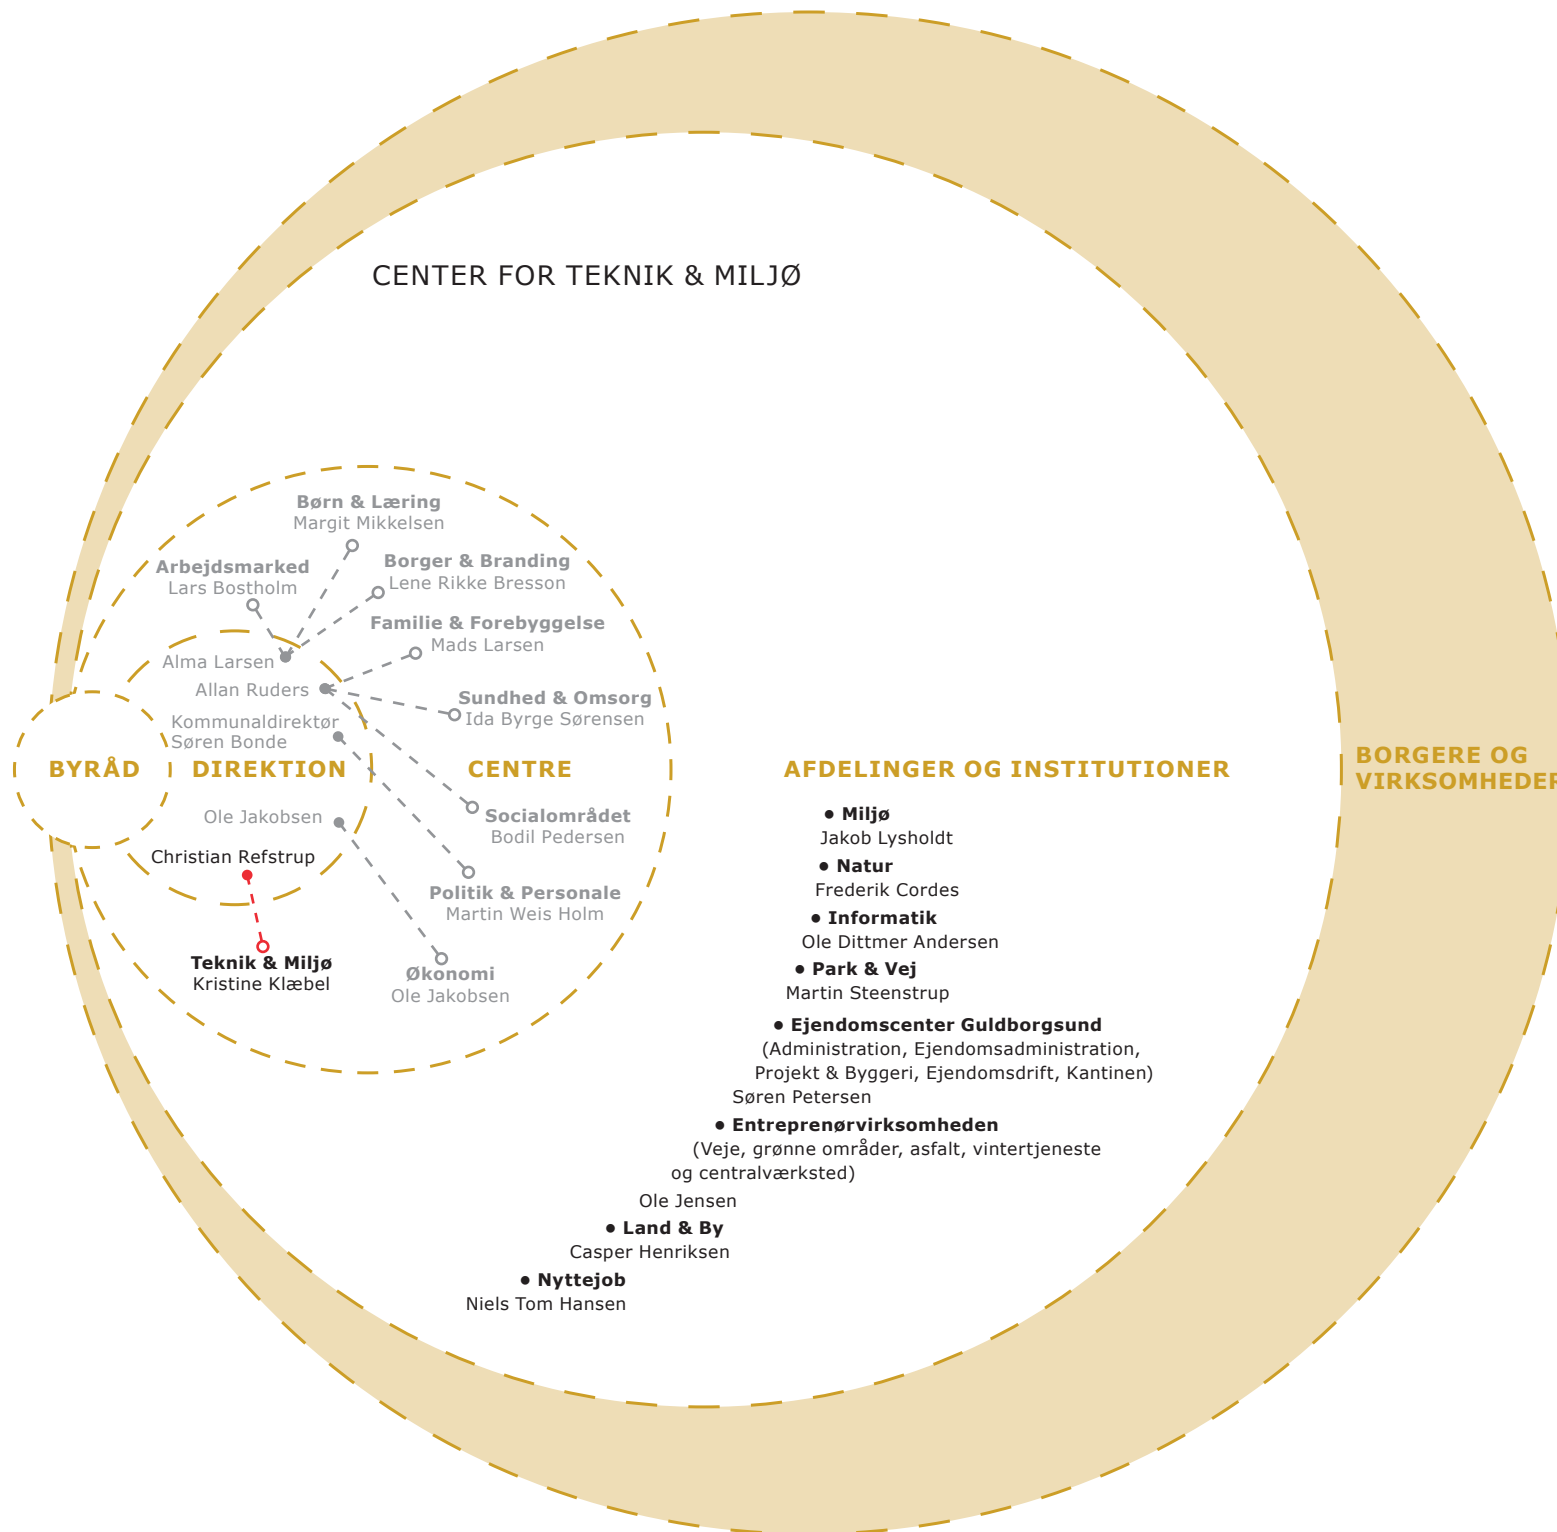 CENTER FOR TEKNIK & MILJØ
Børn & Læring
Margit Mikkelsen
Arbejdsmarked
Lars Bostholm
Borger & Branding
Lene Rikke Bresson
Familie & Forebyggelse
Mads Larsen
Alma Larsen
Allan Ruders
Sundhed & Omsorg
Ida Byrge Sørensen
Kommunaldirektør
Søren Bonde
BYRÅD
DIREKTION
CENTRE
AFDELINGER OG INSTITUTIONER
BORGERE OG
VIRKSOMHEDER
Ole Jakobsen
Socialområdet
Bodil Pedersen
Christian Refstrup
Politik & Personale
Martin Weis Holm
Teknik & Miljø
Kristine Klæbel
Økonomi
Ole Jakobsen
• Miljø
Jakob Lysholdt
• Natur
Frederik Cordes
• Informatik
Ole Dittmer Andersen
• Park & Vej
Martin Steenstrup
• Ejendomscenter Guldborgsund
(Administration, Ejendomsadministration,
Projekt & Byggeri, Ejendomsdrift, Kantinen)
Søren Petersen
• Entreprenørvirksomheden
(Veje, grønne områder, asfalt, vintertjeneste
og centralværksted)
Ole Jensen
• Land & By
Casper Henriksen
• Nyttejob
Niels Tom Hansen